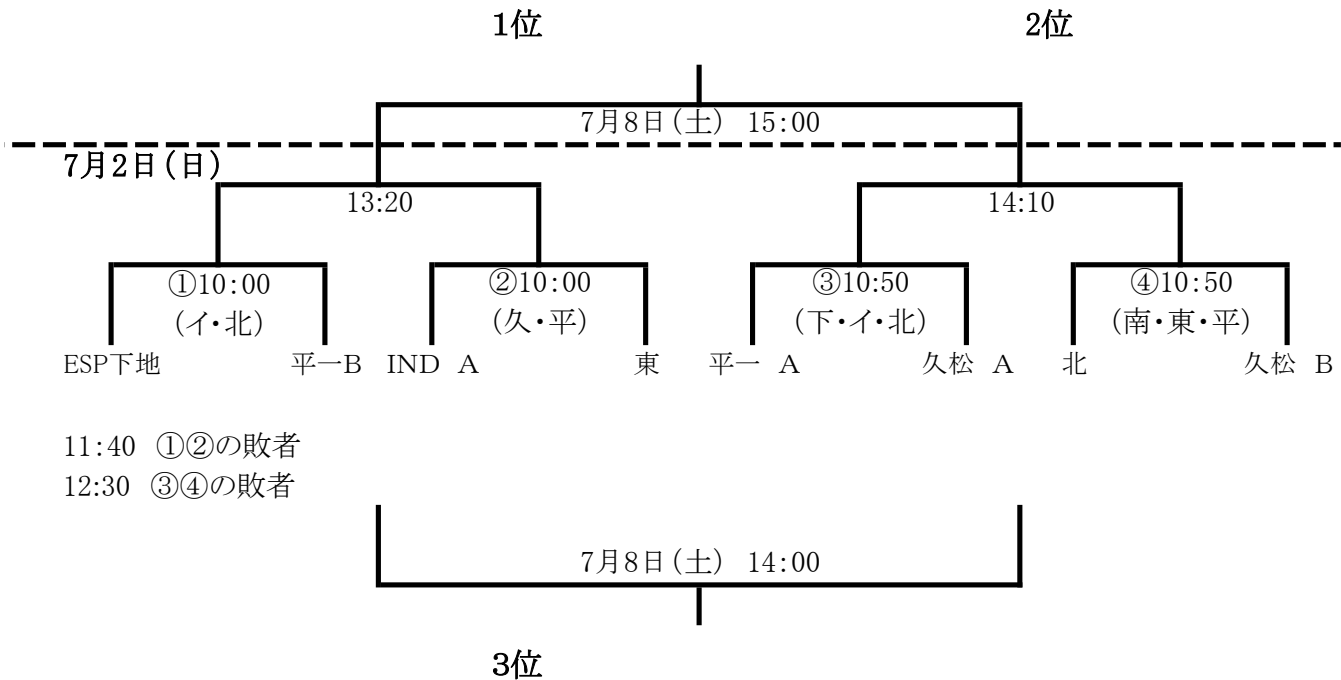 1位 2位
7月8日(土) 15:00
7月2日(日)
13:20 14:10
①10:00 ②10:00 ③10:50 ④10:50
(イ・北) (久・平) (下・イ・北) (南・東・平)
ESP下地 平一B IND A 東 平一 A 久松 A 北 久松 B
11:40 ①②の敗者
12:30 ③④の敗者
7月8日(土) 14:00
3位